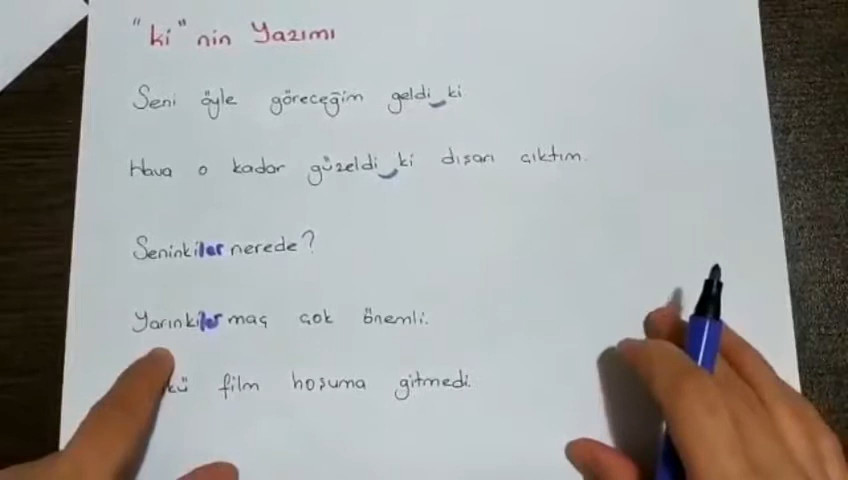 "ki" nin Yazımı
Seni öyle göreceğim geldi ki
Hava o kadar güzeldi ki dışarı çıktım.
Seninkiler nerede?
Yarınkiler maç çok önemli.
film hoşuma gitmedi.